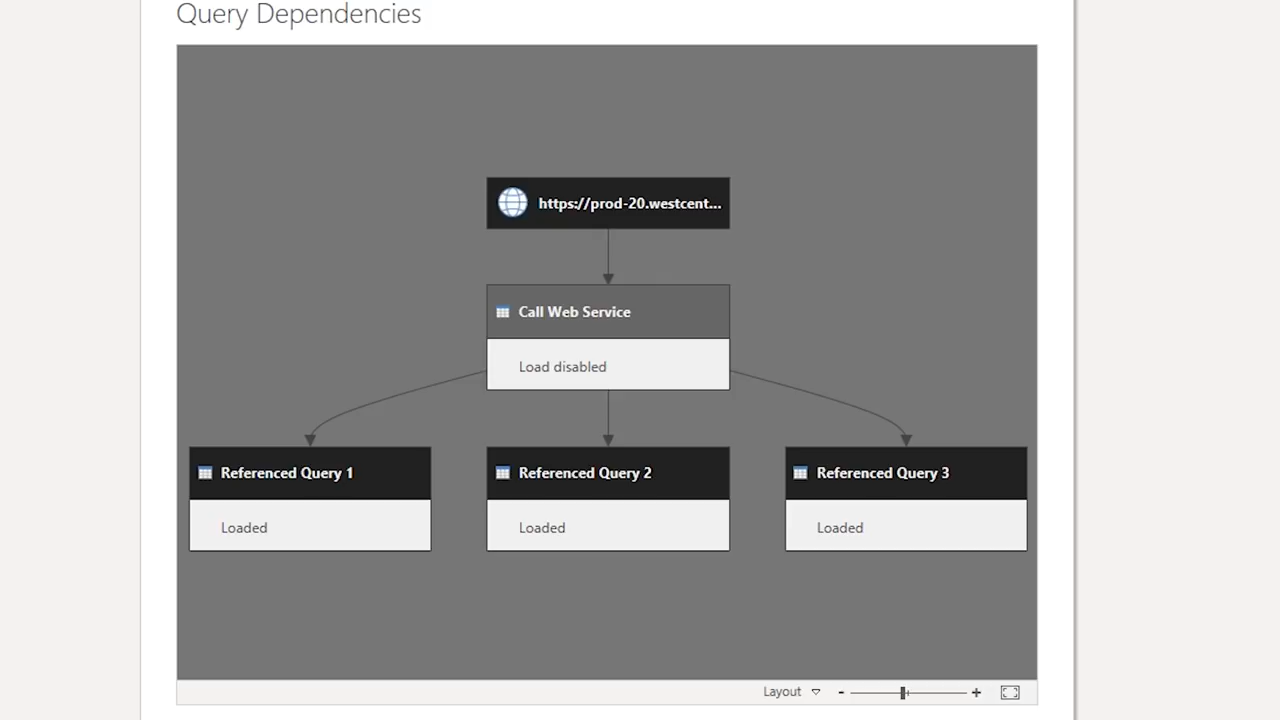 Query Dependencies
https://prod-20.westcent...
Call Web Service
Load disabled
Referenced Query 1
Loaded
Referenced Query 2
Loaded
Referenced Query 3
Loaded
Layout